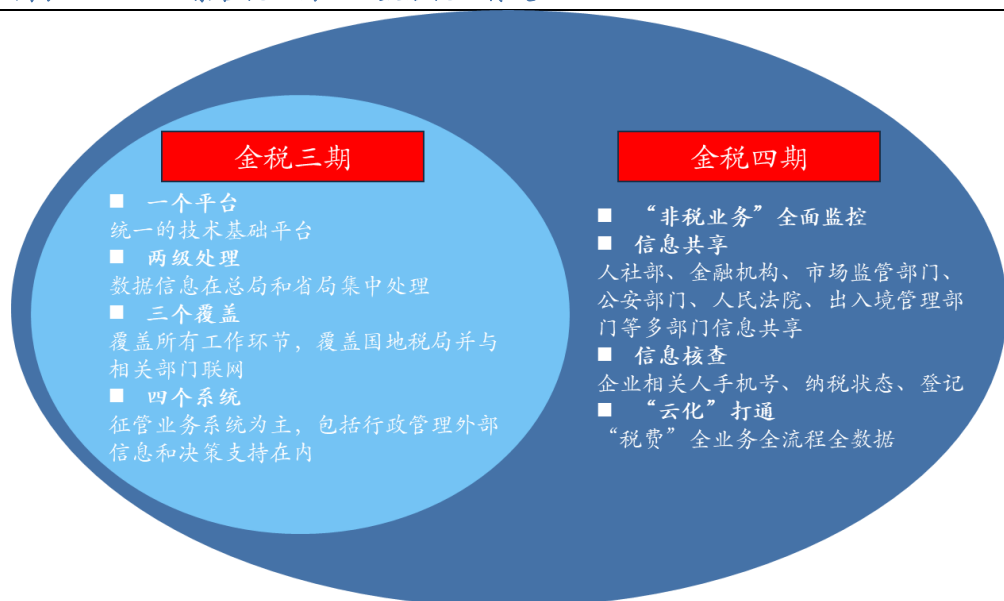 金税三期
■ 一个平台
统一的技术基础平台
■ 两级处理
数据信息在总局和省局集中处理
■ 三个覆盖
覆盖所有工作环节，覆盖国地税局并与
相关部门联网
■ 四个系统
征管业务系统为主，包括行政管理外部
信息和决策支持在内
金税四期
■ “非税业务”全面监控
■ 信息共享
人社部、金融机构、市场监管部门、
公安部门、人民法院、出入境管理部
门等多部门信息共享
■ 信息核查
企业相关人手机号、纳税状态、登记
■ “云化”打通
“税费”全业务全流程全数据